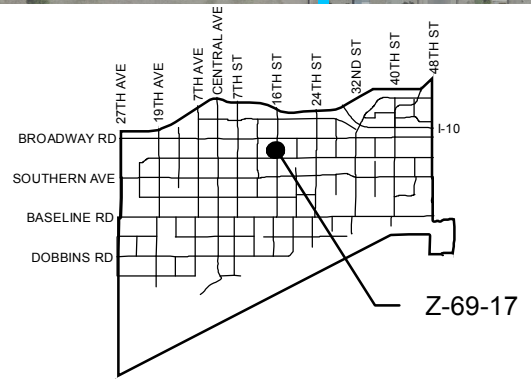 27TH AVE
19TH AVE
7TH AVE
CENTRAL AVE
7TH ST
16TH ST
24TH ST
32ND ST
40TH ST
48TH ST
BROADWAY RD
I-10
SOUTHERN AVE
BASELINE RD
DOBBINS RD
Z-69-17